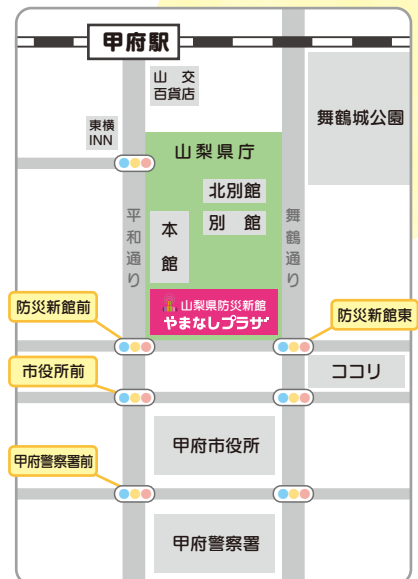 甲府駅
山 交
百貨店
東横
INN
舞鶴城公園
山梨県庁
北別館
別 館
本
館
平和通り
舞鶴通り
山梨県防災新館
やまなしプラザ
防災新館前
防災新館東
市役所前
ココリ
甲府市役所
甲府警察署前
甲府警察署